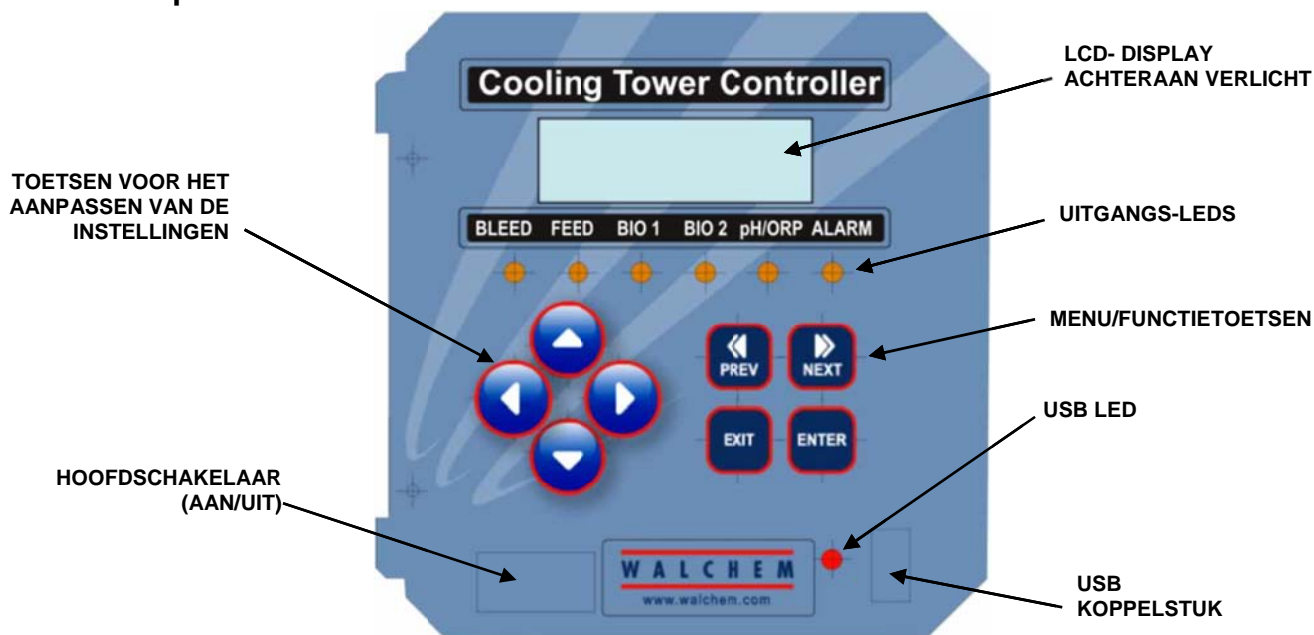 Cooling Tower Controller
LCD- DISPLAY
ACHTERAAN VERLICHT
TOETSEN VOOR HET
AANPASSEN VAN DE
INSTELLINGEN
BLEED FEED BIO 1 BIO 2 pH/ORP ALARM
UITGANGS-LEDS
PREV
NEXT
MENU/FUNCTIETOETSEN
EXIT
ENTER
USB LED
HOOFDSCHAKELAAR
(AAN/UIT)
WALCHEM
www.walchem.com
USB
KOPPELSTUK